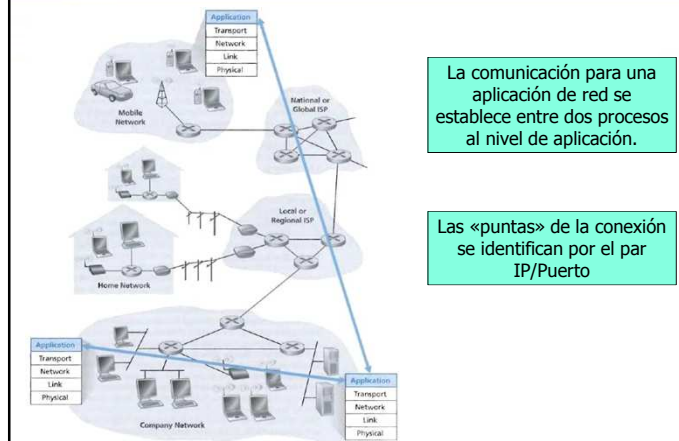 Application
Transport
Network
Link
Physical
National or
Global ISP
Mobile
Network
Local or
Regional ISP
Home Network
Application
Transport
Network
Link
Physical
Company Network
Application
Transport
Network
Link
Physical
La comunicación para una
aplicación de red se
establece entre dos procesos
al nivel de aplicación.
Las «puntas» de la conexión
se identifican por el par
IP/Puerto